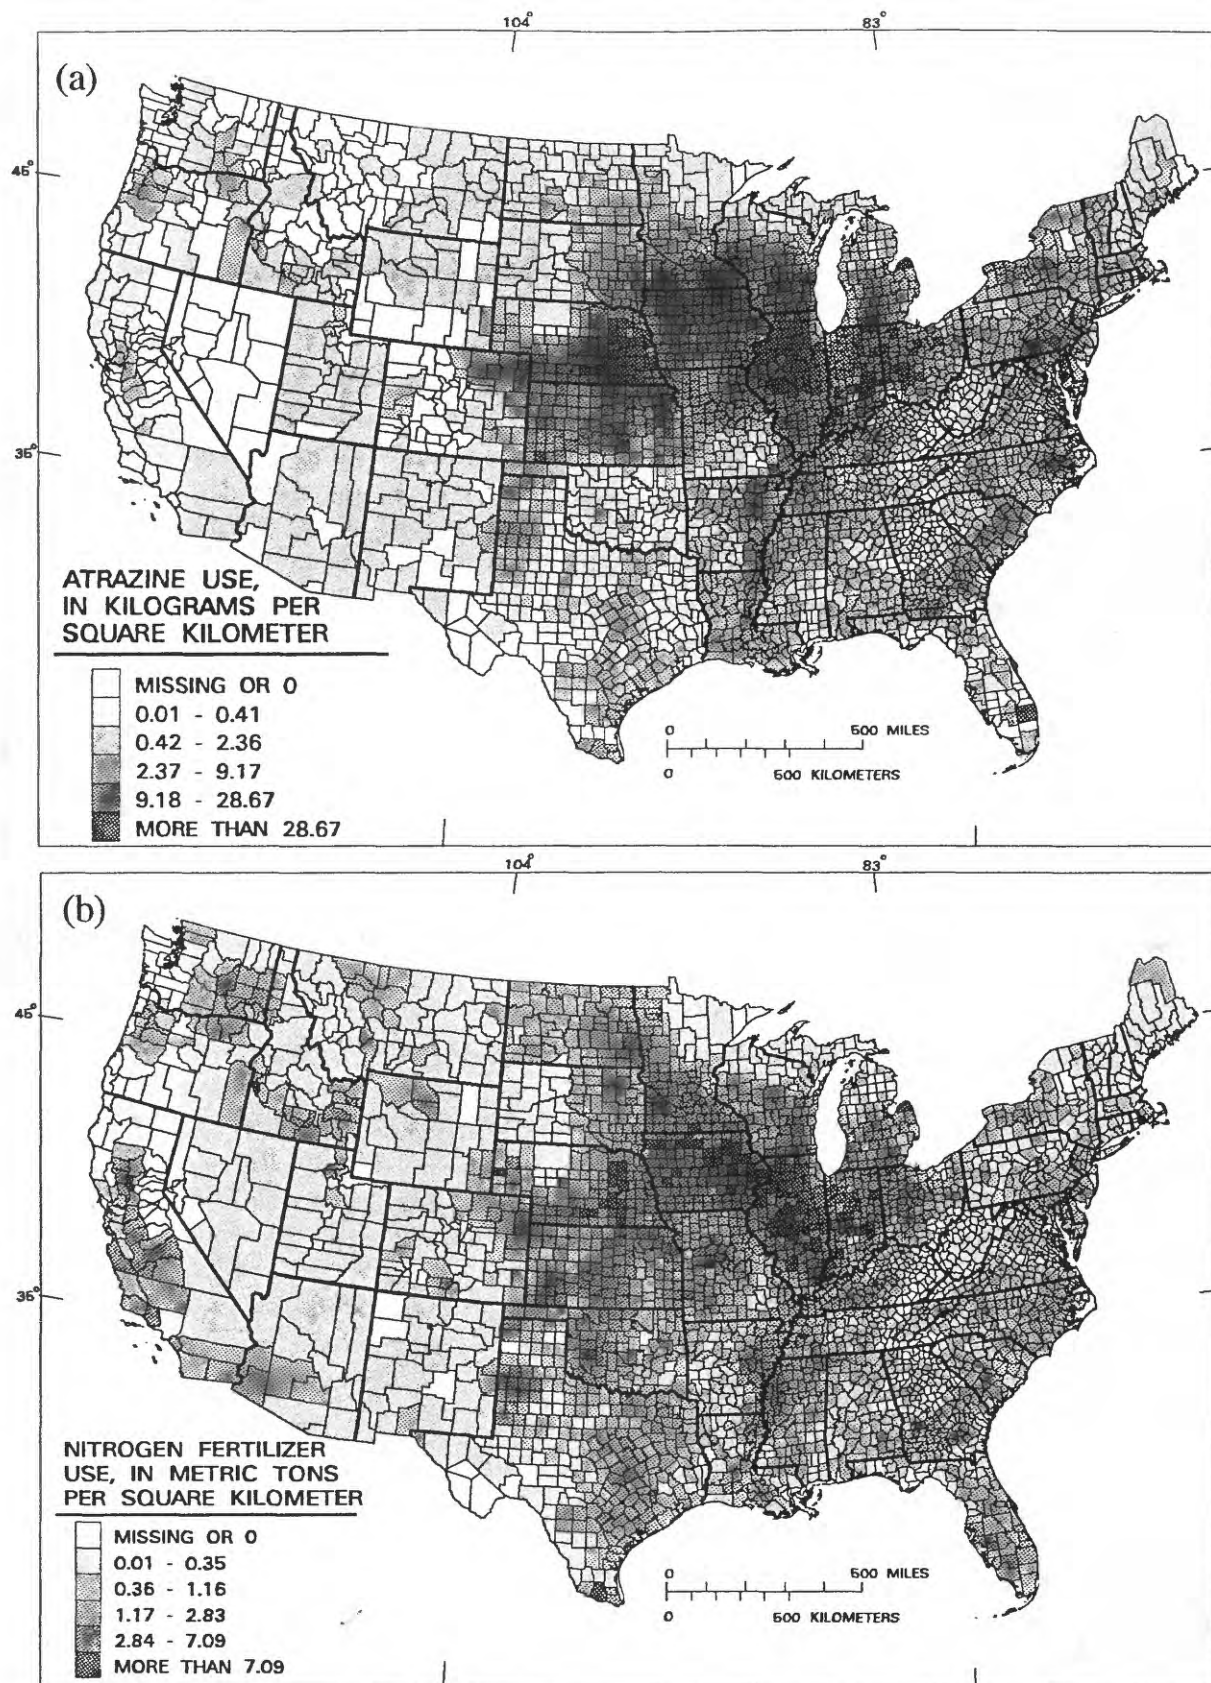 104°
83°
(a)
45°
35°
ATRAZINE USE,
IN KILOGRAMS PER
SQUARE KILOMETER
MISSING OR 0
0.01 - 0.41
0.42 - 2.36
2.37 - 9.17
9.18 - 28.67
MORE THAN 28.67
0 500 MILES
0 500 KILOMETERS
104°
83°
(b)
45°
35°
NITROGEN FERTILIZER
USE, IN METRIC TONS
PER SQUARE KILOMETER
MISSING OR 0
0.01 - 0.35
0.36 - 1.16
1.17 - 2.83
2.84 - 7.09
MORE THAN 7.09
0 500 MILES
0 500 KILOMETERS